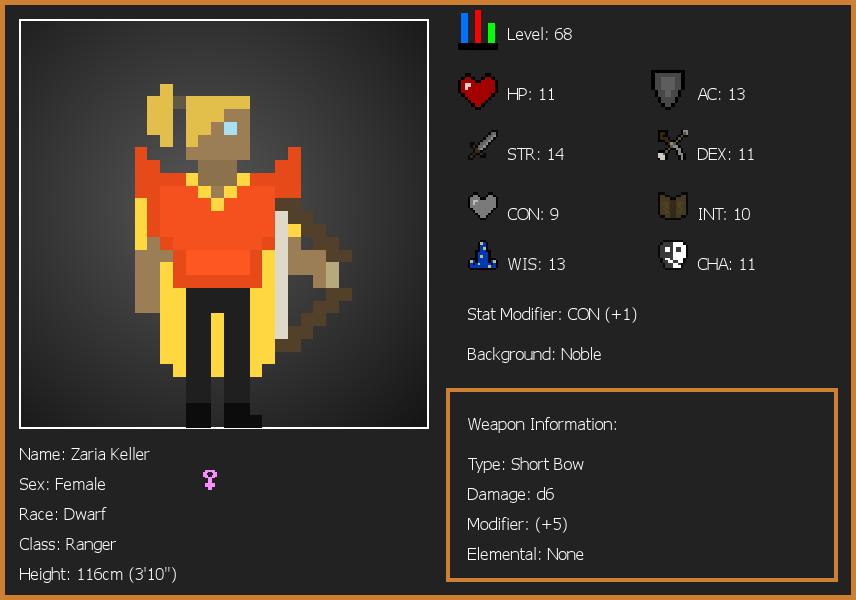 Level: 68
HP: 11
AC: 13
STR: 14
DEX: 11
CON: 9
INT: 10
WIS: 13
CHA: 11
Stat Modifier: CON (+1)
Background: Noble
Weapon Information:
Type: Short Bow
Damage: d6
Modifier: (+5)
Elemental: None
Name: Zaria Keller
Sex: Female
Race: Dwarf
Class: Ranger
Height: 116cm (3'10")